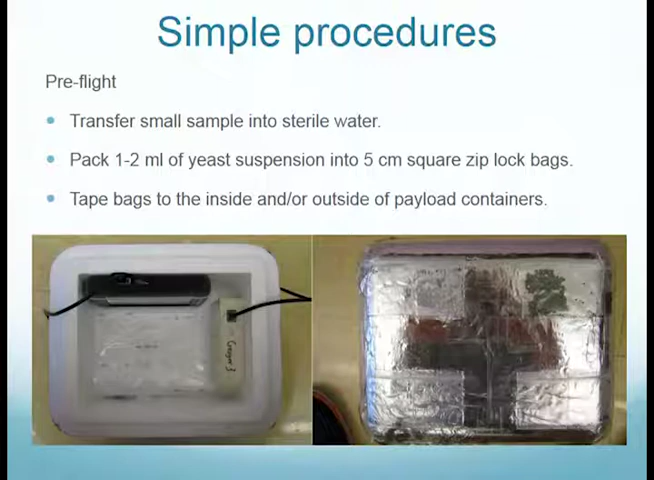 Simple procedures
Pre-flight
Transfer small sample into sterile water.
Pack 1-2 ml of yeast suspension into 5 cm square zip lock bags.
Tape bags to the inside and/or outside of payload containers.